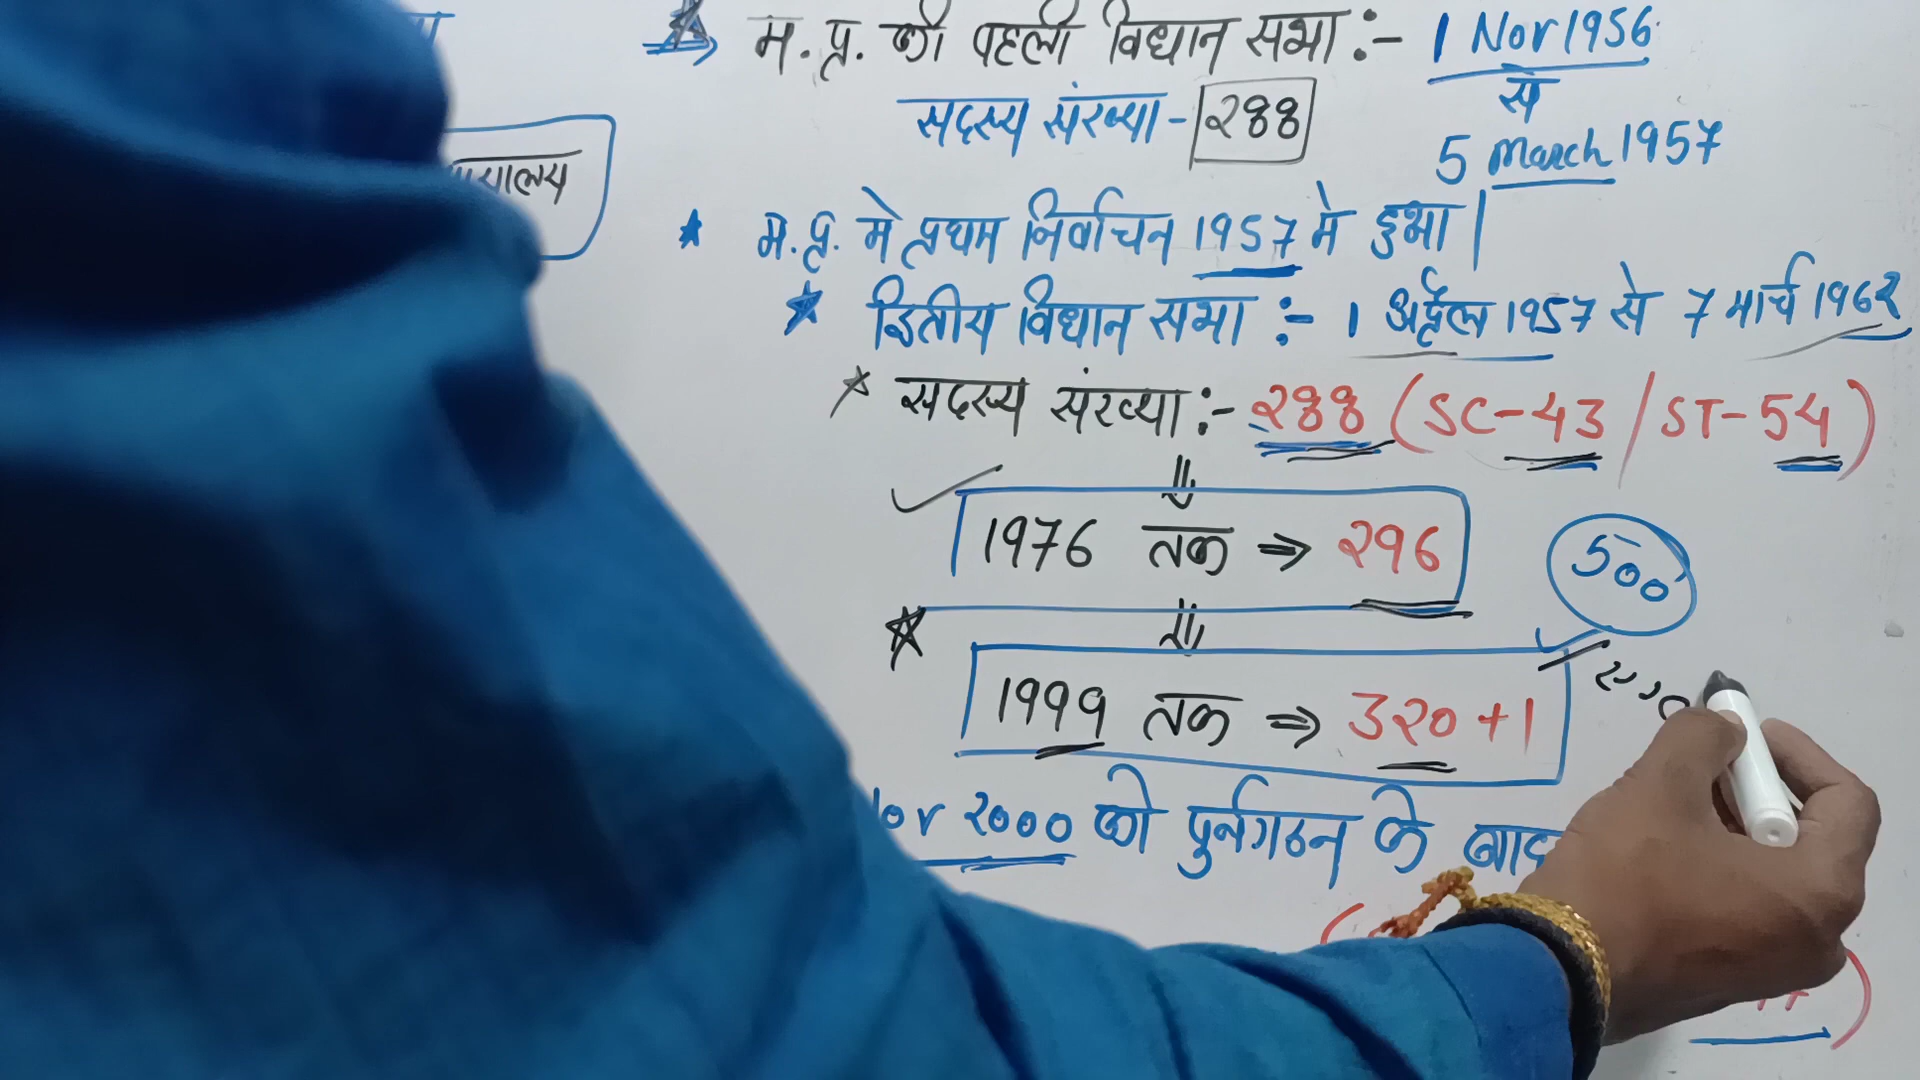 म.प्र. की पहली विधान सभा :- 1 Nov 1956
से
सदस्य संख्या - 288
5 March 1957
म.प्र. मे प्रथम निर्वाचन 1957 मे हुआ |
द्वितीय विधान सभा :- 1 अप्रैल 1957 से 7 मार्च 1962
सदस्य संख्या :- 288 (SC-43 / ST-54)
1976 तक ⇒ 296
500
1999 तक ⇒ 320 + 1
2000 को पुर्नगठन के बाद